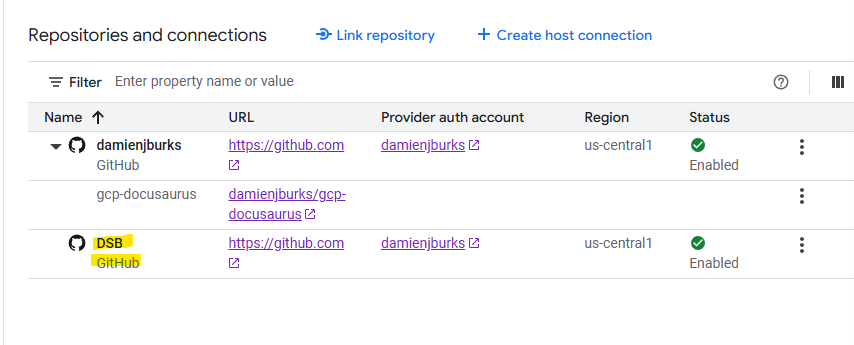 Repositories and connections Link repository Create host connection
Filter Enter property name or value
Name URL Provider auth account Region Status
damienjburks https://github.com damienjburks us-central1
GitHub Enabled
gcp-docusaurus damienjburks/gcp-
docusaurus
DSB https://github.com damienjburks us-central1
GitHub Enabled